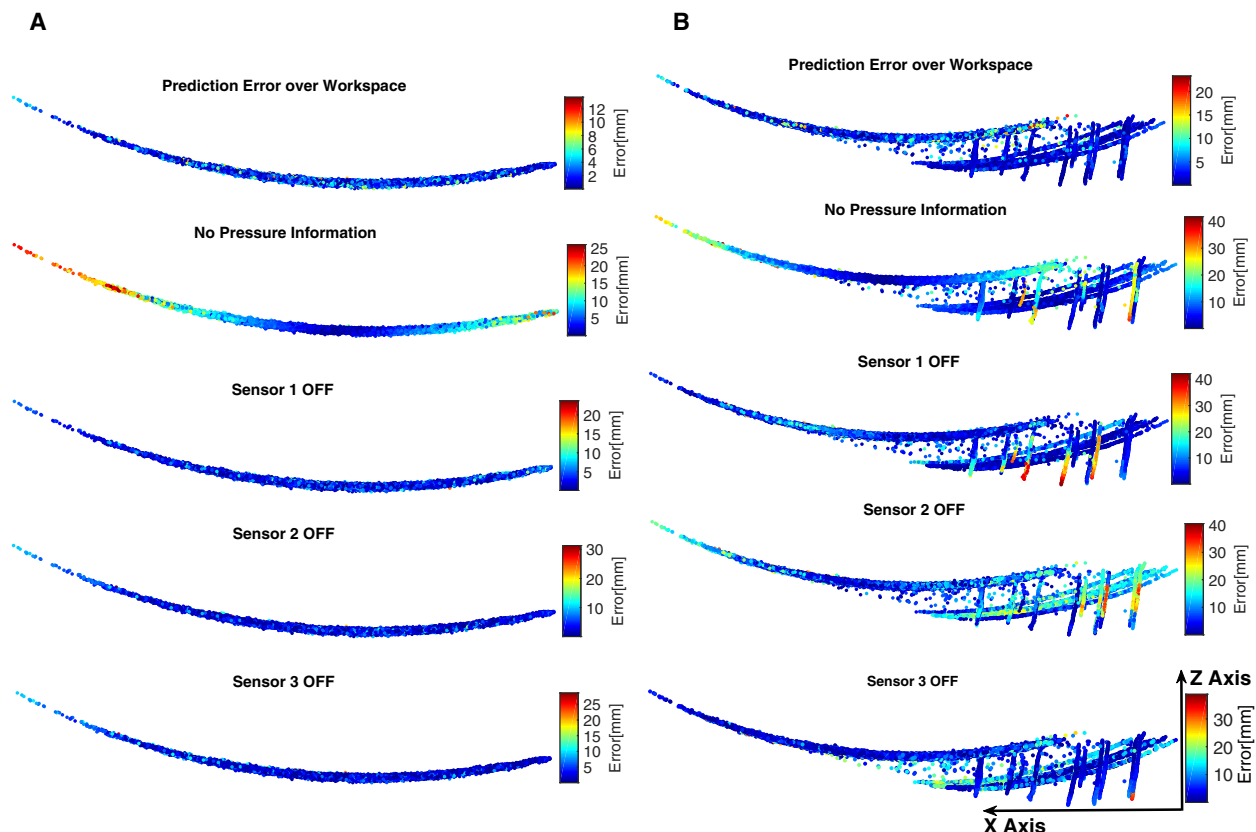 A
Prediction Error over Workspace
12
10
8
6
4
2
Error[mm]
No Pressure Information
25
20
15
10
5
Error[mm]
Sensor 1 OFF
20
15
10
5
Error[mm]
Sensor 2 OFF
30
20
10
Error[mm]
Sensor 3 OFF
25
20
15
10
5
Error[mm]
B
Prediction Error over Workspace
20
15
10
5
Error[mm]
No Pressure Information
40
30
20
10
Error[mm]
Sensor 1 OFF
40
30
20
10
Error[mm]
Sensor 2 OFF
40
30
20
10
Error[mm]
Sensor 3 OFF
Z Axis
30
20
10
Error[mm]
X Axis